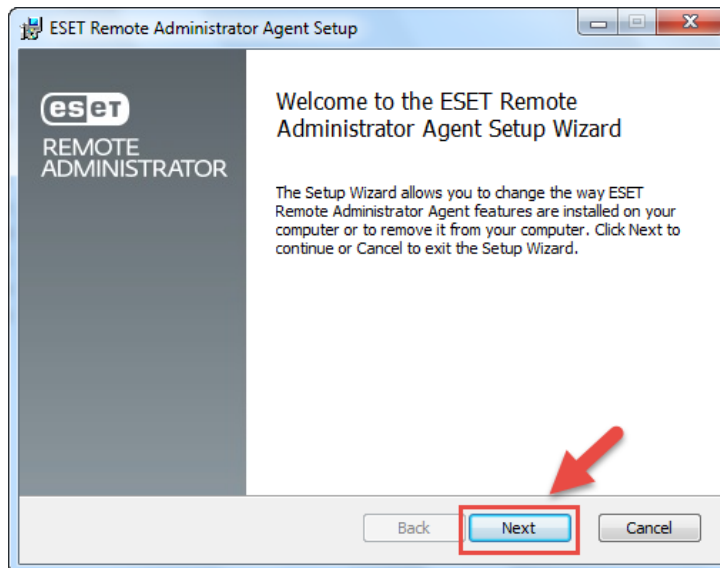 ESET Remote Administrator Agent Setup
eseT
REMOTE
ADMINISTRATOR
Welcome to the ESET Remote
Administrator Agent Setup Wizard
The Setup Wizard allows you to change the way ESET
Remote Administrator Agent features are installed on your
computer or to remove it from your computer. Click Next to
continue or Cancel to exit the Setup Wizard.
Back
Next
Cancel